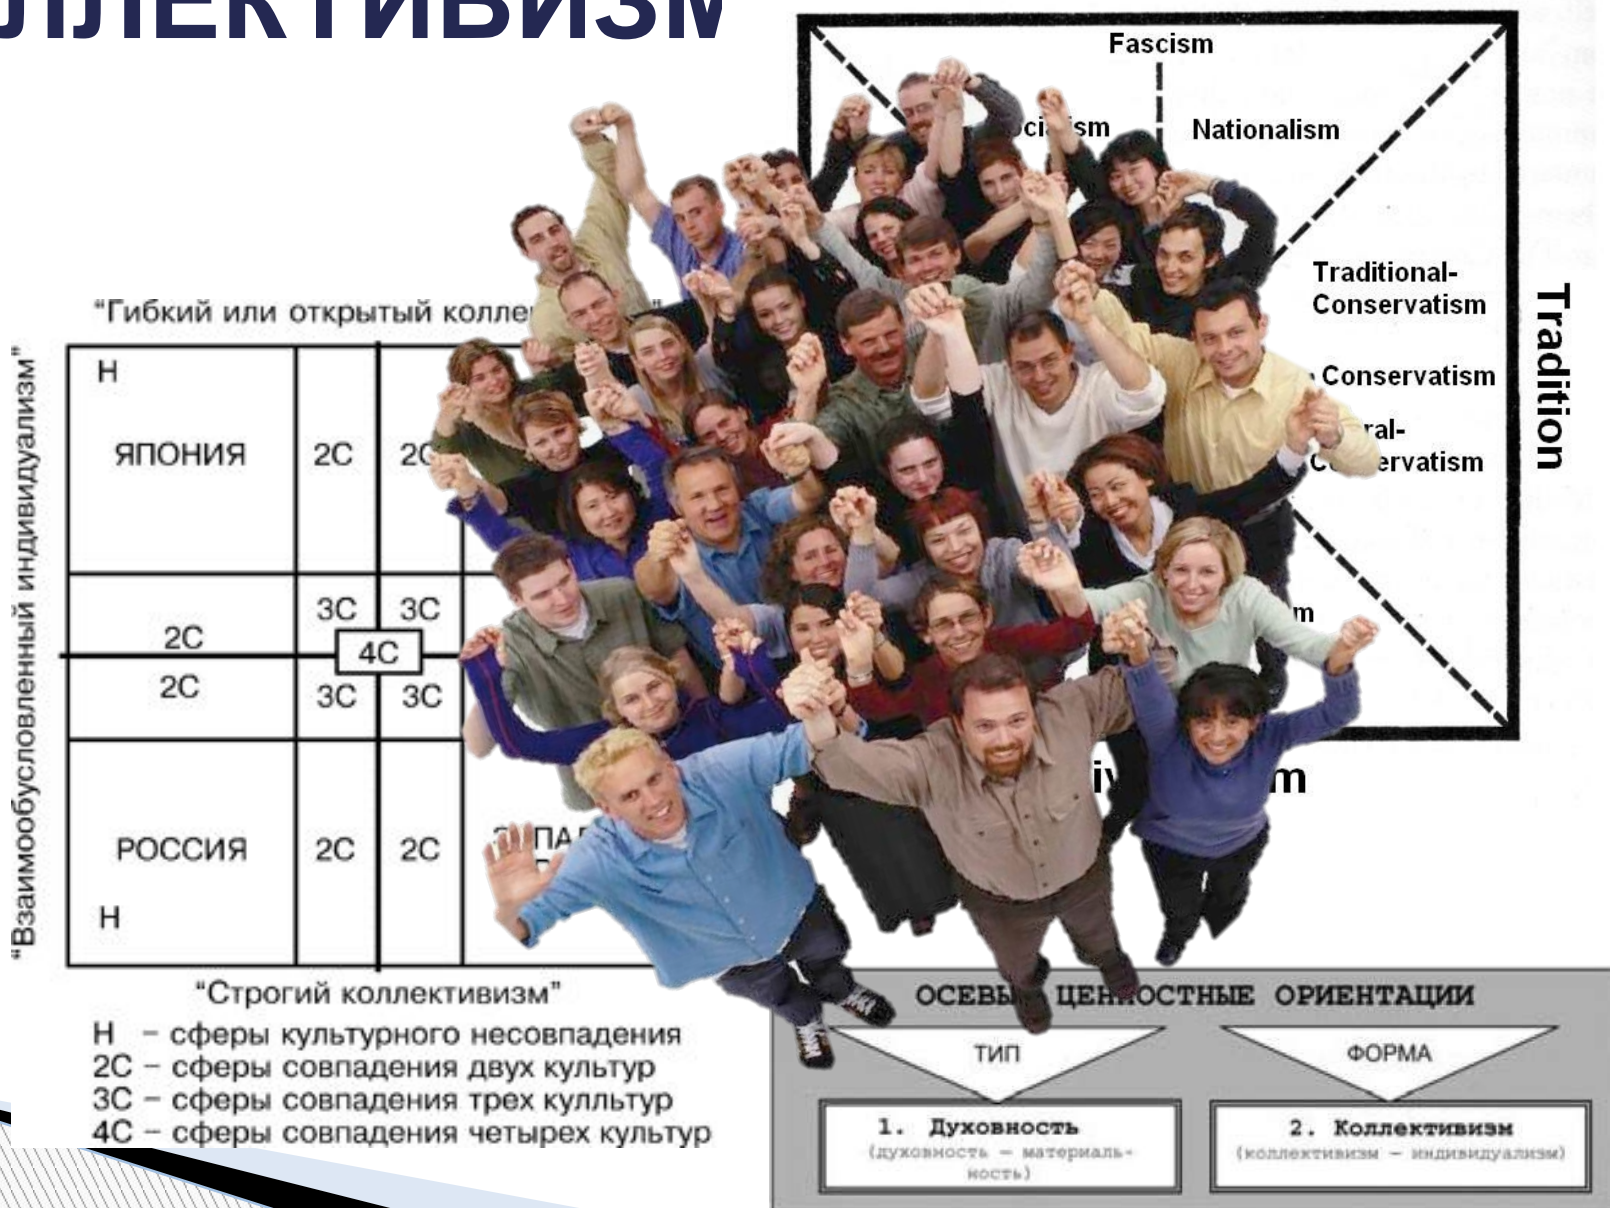 ЛЛЕКТИВИЗМ
Fascism
Nationalism
Traditional-
Conservatism
Conservatism
Tradition
“Гибкий или открытый
“Взаимообусловленный индивидуализм”
Н
ЯПОНИЯ 2С
3С 3С
2С
4С
2С
3С 3С
РОССИЯ 2С 2С
Н
“Строгий коллективизм”
Н – сферы культурного несовпадения
2С – сферы совпадения двух культур
3С – сферы совпадения трех кулльтур
4С – сферы совпадения четырех культур
ЦЕННОСТНЫЕ ОРИЕНТАЦИИ
ТИП ФОРМА
1. Духовность
(духовность – материаль-
ность)
2. Коллективизм
(коллективизм – индивидуализм)